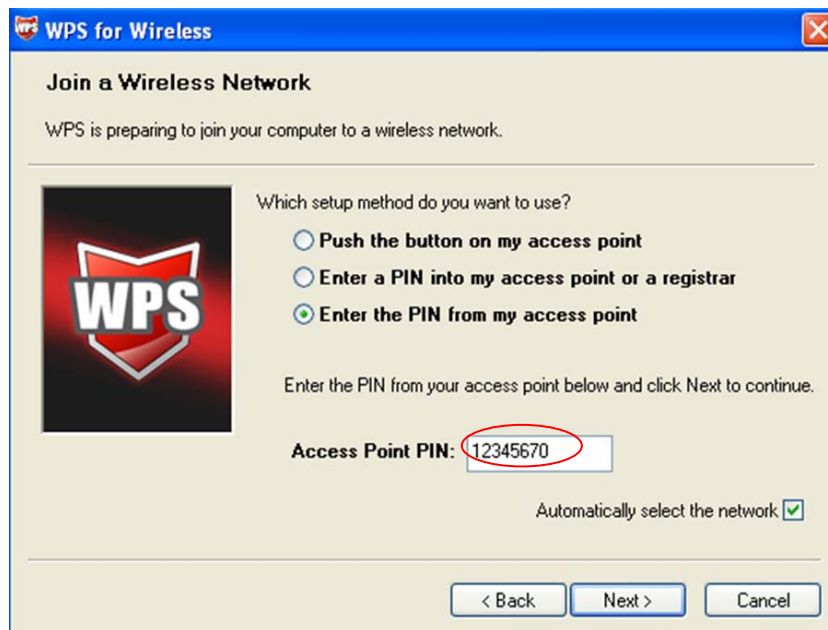 WPS WPS for Wireless
Join a Wireless Network
WPS is preparing to join your computer to a wireless network.
WPS
Which setup method do you want to use?
Push the button on my access point
Enter a PIN into my access point or a registrar
Enter the PIN from my access point
Enter the PIN from your access point below and click Next to continue.
Access Point PIN: 12345670
Automatically select the network
< Back Next > Cancel